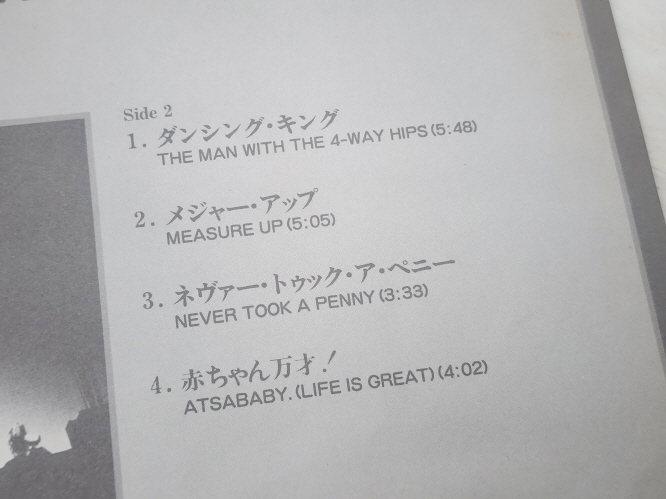 Side 2
1. ダンシング・キング
THE MAN WITH THE 4-WAY HIPS(5:48)
2. メジャー・アップ
MEASURE UP(5:05)
3. ネヴァー・トゥック・ア・ペニー
NEVER TOOK A PENNY(3:33)
4. 赤ちゃん万才!
ATSABABY.(LIFE IS GREAT)(4:02)